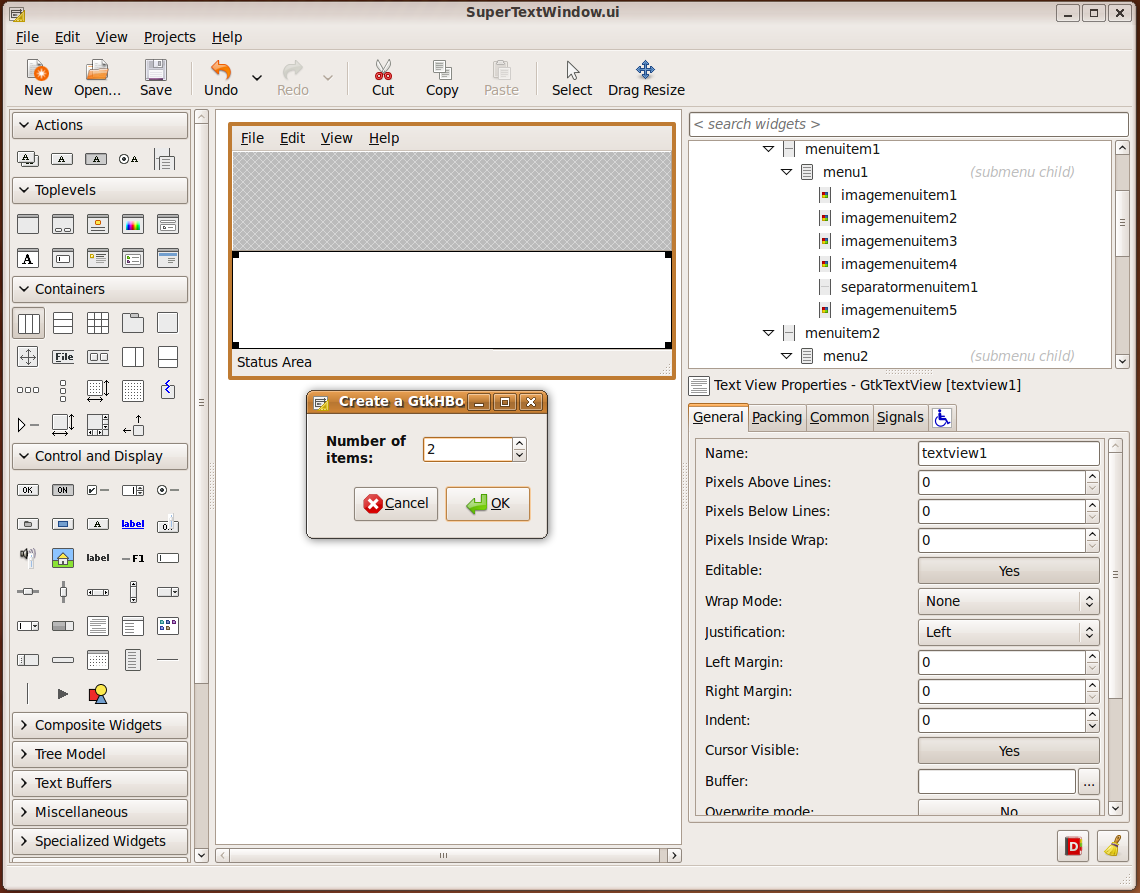 SuperTextWindow.ui
File Edit View Projects Help
New Open... Save Undo Redo Cut Copy Paste Select Drag Resize
Actions
A A A A
Toplevels
A
Containers
File
Control and Display
OK ON
A label 0..
label F1
Composite Widgets
Tree Model
Text Buffers
Miscellaneous
Specialized Widgets
File Edit View Help
Status Area
Create a GtkHBo
Number of
items:
2
Cancel OK
< search widgets >
menuitem1
menu1 (submenu child)
imagemenuitem1
imagemenuitem2
imagemenuitem3
imagemenuitem4
separatormenuitem1
imagemenuitem5
menuitem2
menu2 (submenu child)
Text View Properties - GtkTextView [textview1]
General Packing Common Signals
Name: textview1
Pixels Above Lines: 0
Pixels Below Lines: 0
Pixels Inside Wrap: 0
Editable: Yes
Wrap Mode: None
Justification: Left
Left Margin: 0
Right Margin: 0
Indent: 0
Cursor Visible: Yes
Buffer: ...
Overwrite mode: No
D